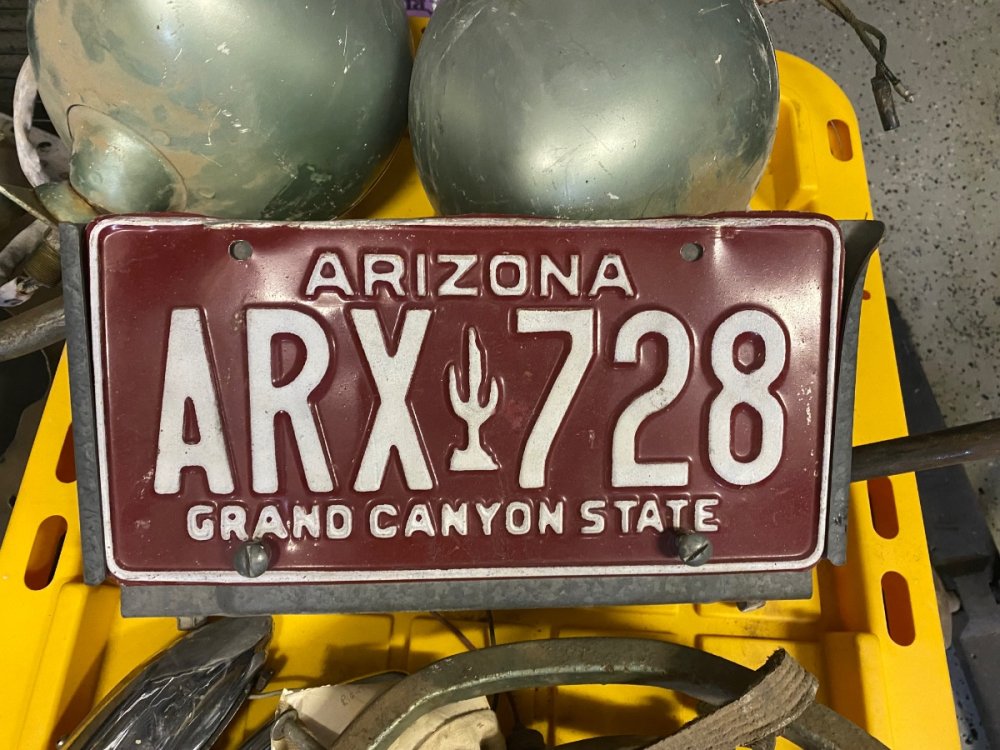 ARIZONA
ARX 728
GRAND CANYON STATE